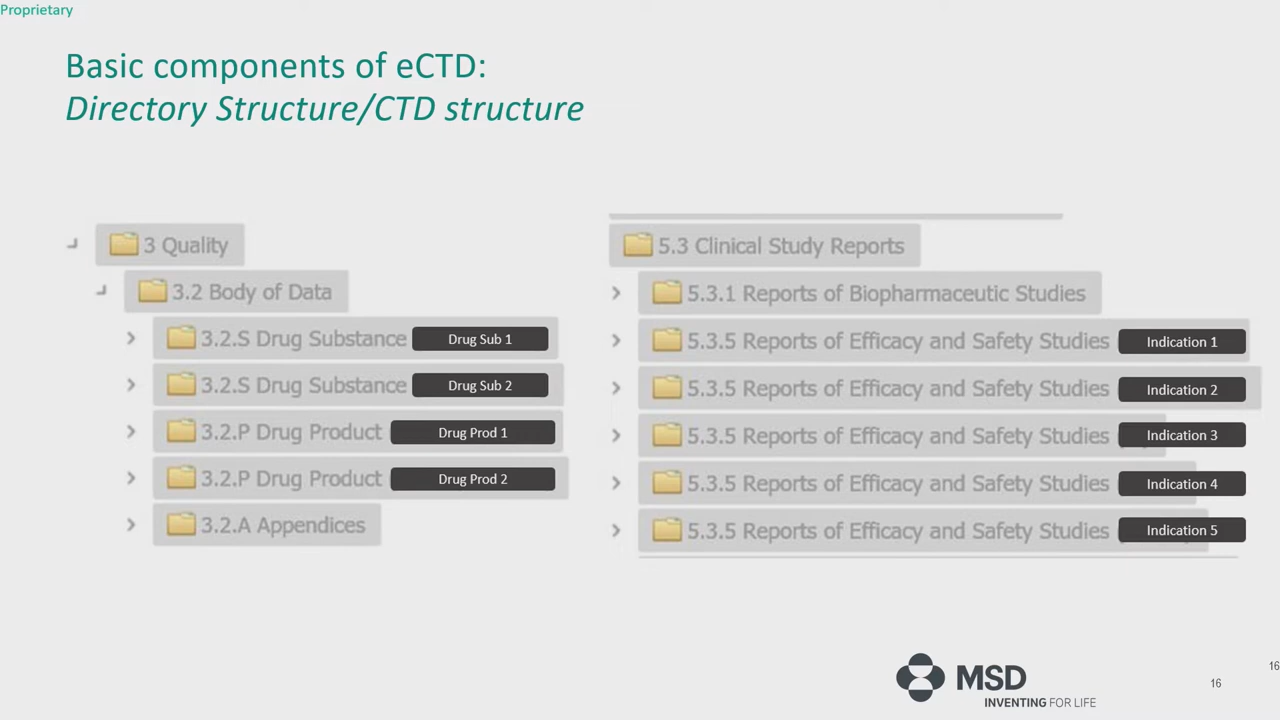 Proprietary
Basic components of eCTD:
Directory Structure/CTD structure
3 Quality
3.2 Body of Data
3.2.S Drug Substance Drug Sub 1
3.2.S Drug Substance Drug Sub 2
3.2.P Drug Product Drug Prod 1
3.2.P Drug Product Drug Prod 2
3.2.A Appendices
5.3 Clinical Study Reports
5.3.1 Reports of Biopharmaceutic Studies
5.3.5 Reports of Efficacy and Safety Studies Indication 1
5.3.5 Reports of Efficacy and Safety Studies Indication 2
5.3.5 Reports of Efficacy and Safety Studies Indication 3
5.3.5 Reports of Efficacy and Safety Studies Indication 4
5.3.5 Reports of Efficacy and Safety Studies Indication 5
MSD
INVENTING FOR LIFE
16
16